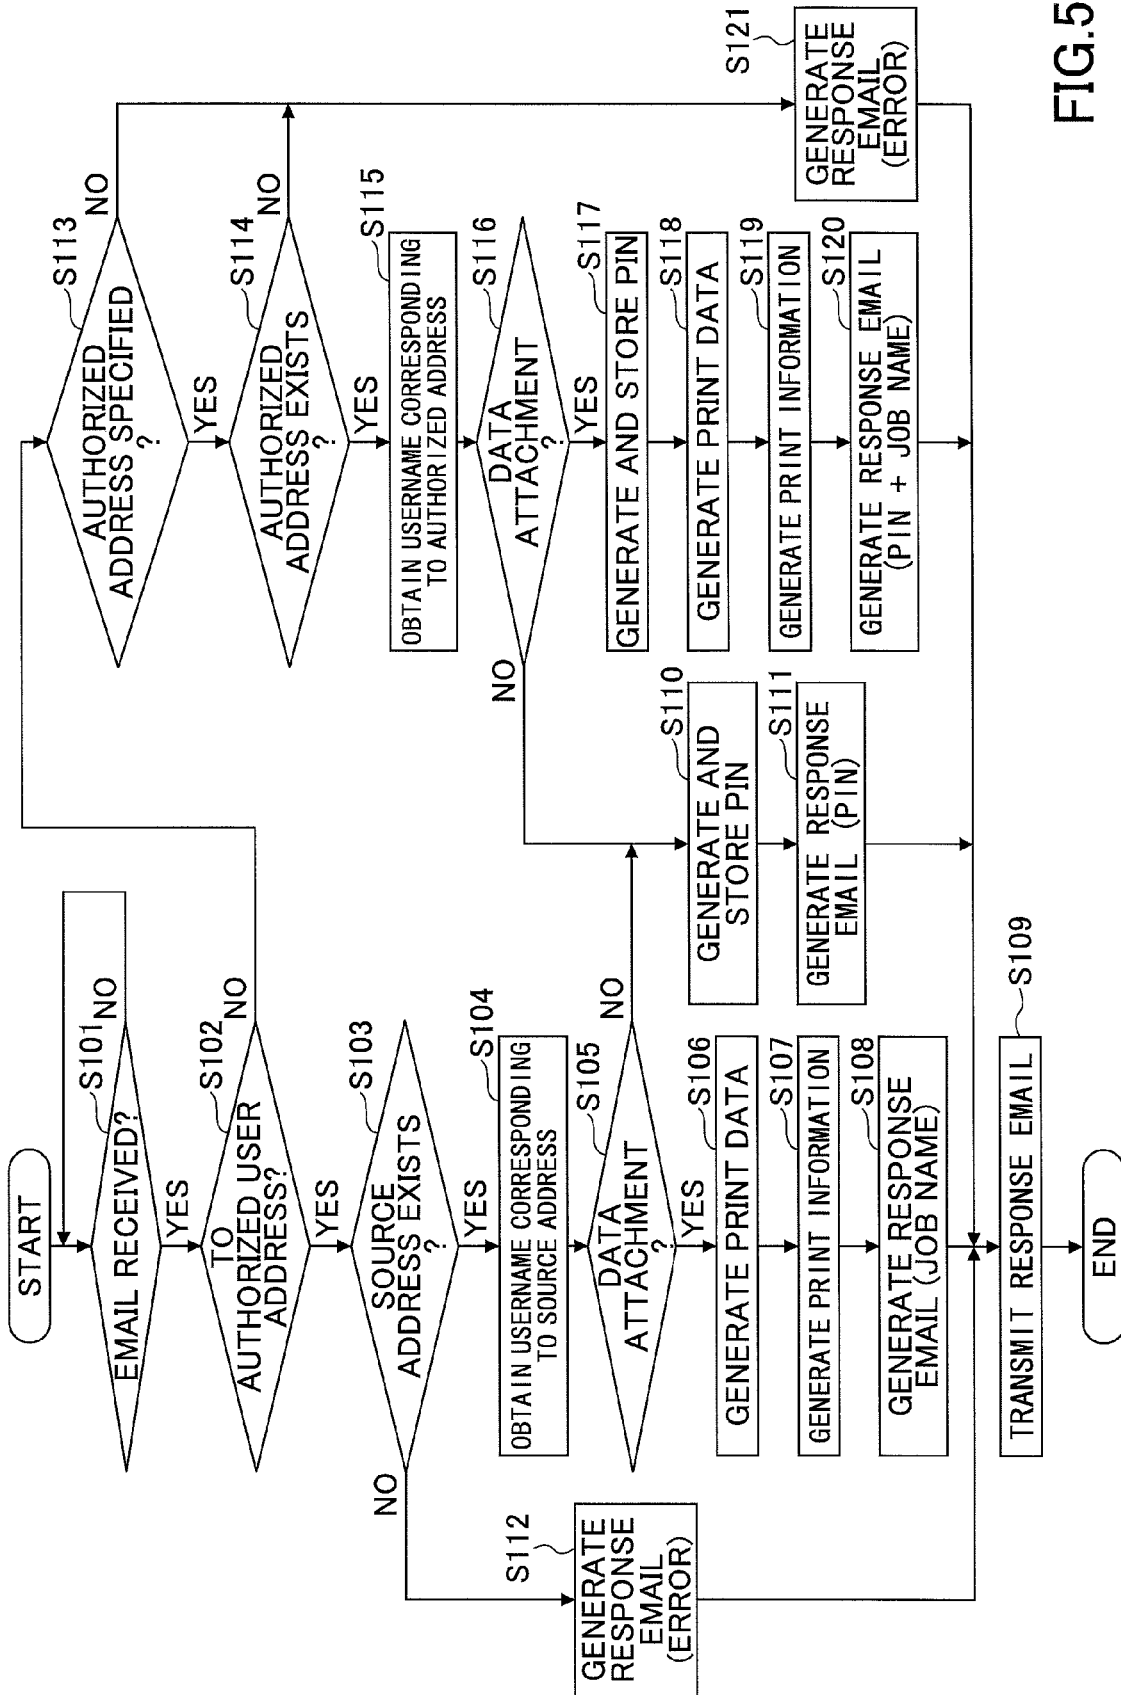 START
EMAIL RECEIVED?
S101
NO
YES
TO
AUTHORIZED USER
ADDRESS?
S102
NO
YES
SOURCE
ADDRESS EXISTS
?
S103
NO
YES
OBTAIN USERNAME CORRESPONDING
TO SOURCE ADDRESS
S104
DATA
ATTACHMENT
?
S105
NO
YES
GENERATE PRINT DATA
S106
GENERATE PRINT INFORMATION
S107
GENERATE RESPONSE
EMAIL (JOB NAME)
S108
TRANSMIT RESPONSE EMAIL
S109
END
GENERATE
RESPONSE
EMAIL
(ERROR)
S112
GENERATE AND
STORE PIN
S110
GENERATE RESPONSE
EMAIL (PIN)
S111
AUTHORIZED
ADDRESS SPECIFIED
?
S113
NO
YES
AUTHORIZED
ADDRESS EXISTS
?
S114
NO
YES
OBTAIN USERNAME CORRESPONDING
TO AUTHORIZED ADDRESS
S115
DATA
ATTACHMENT
?
S116
NO
YES
GENERATE AND STORE PIN
S117
GENERATE PRINT DATA
S118
GENERATE PRINT INFORMATION
S119
GENERATE RESPONSE EMAIL
(PIN + JOB NAME)
S120
GENERATE
RESPONSE
EMAIL
(ERROR)
S121
FIG.5